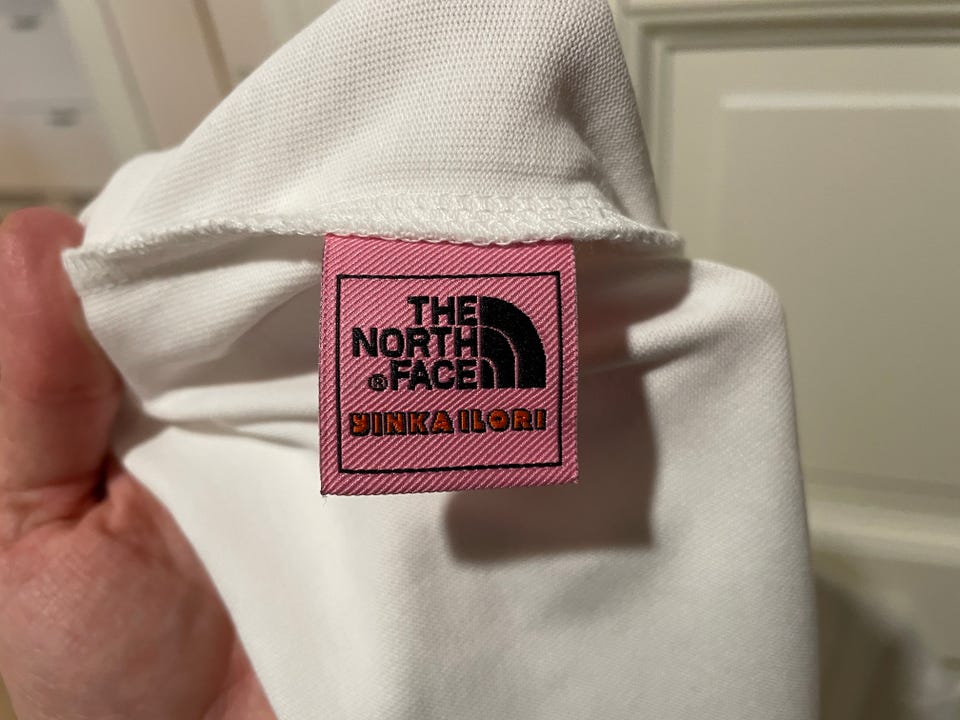 THE
NORTH
® FACE
YINKA ILORI